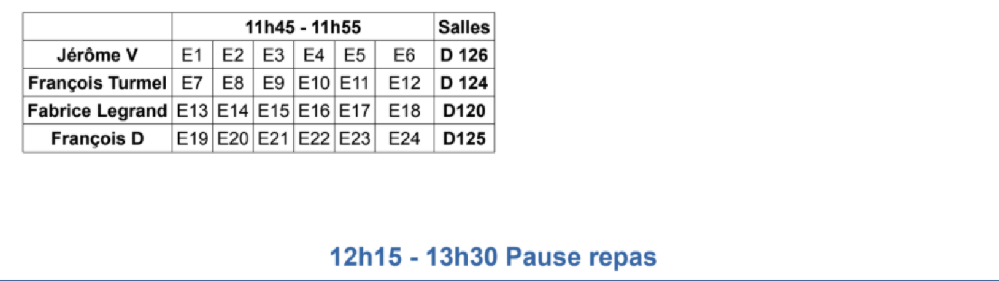 11h45 - 11h55 Salles
Jérôme V E1 E2 E3 E4 E5 E6 D 126
François Turmel E7 E8 E9 E10 E11 E12 D 124
Fabrice Legrand E13 E14 E15 E16 E17 E18 D120
François D E19 E20 E21 E22 E23 E24 D125
12h15 - 13h30 Pause repas